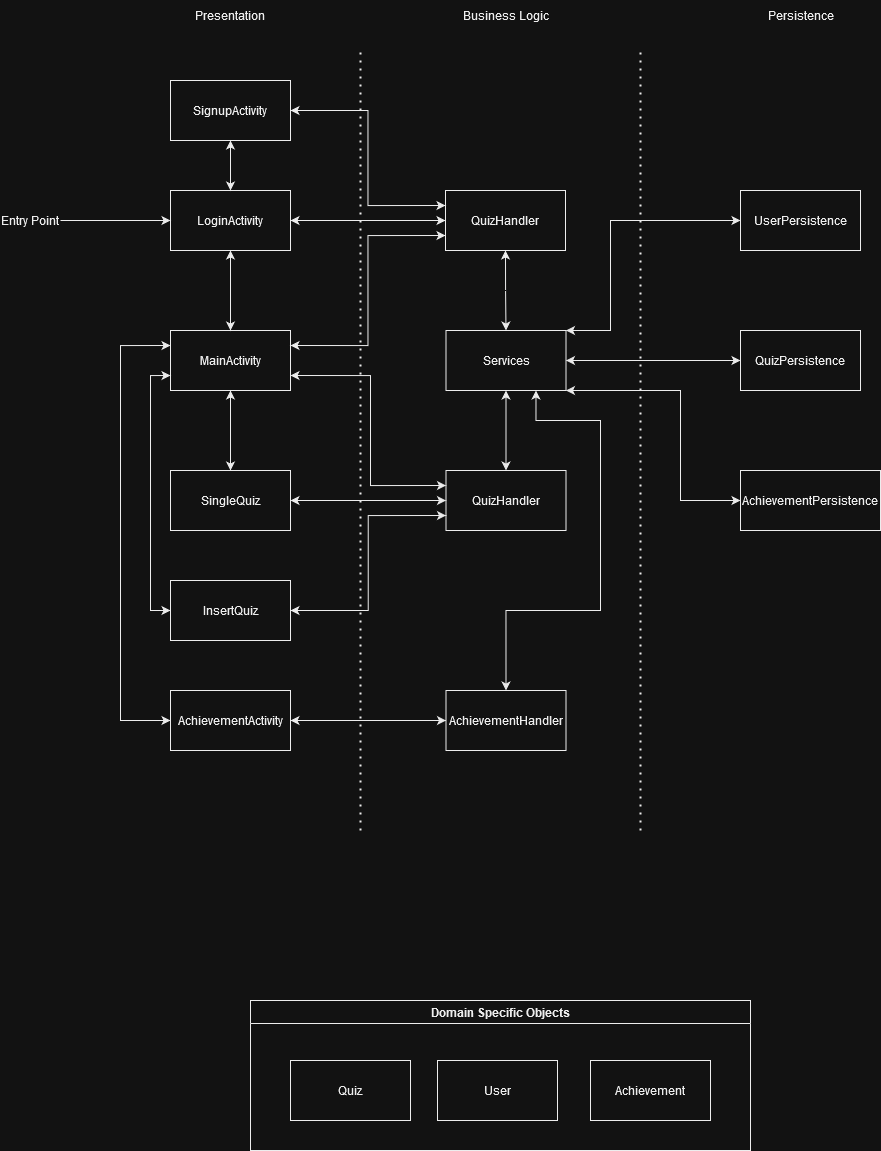 Presentation
Business Logic
Persistence
SignupActivity
Entry Point
LoginActivity
QuizHandler
UserPersistence
MainActivity
Services
QuizPersistence
SingleQuiz
QuizHandler
AchievementPersistence
InsertQuiz
AchievementActivity
AchievementHandler
Domain Specific Objects
Quiz
User
Achievement